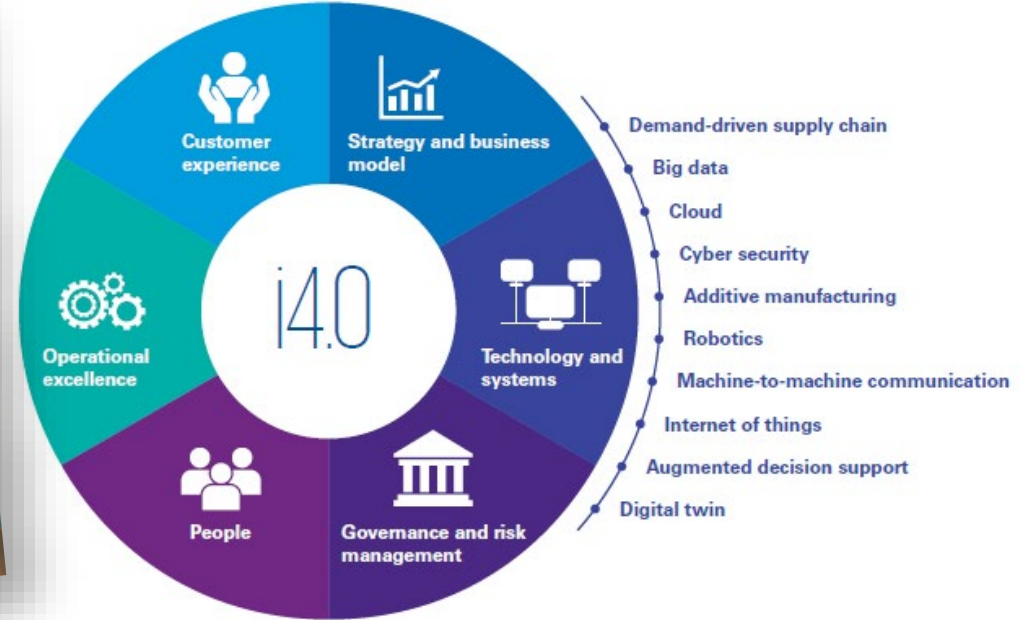 Customer
experience
Strategy and business
model
i4.0
Operational
excellence
Technology and
systems
People
Governance and risk
management
Demand-driven supply chain
Big data
Cloud
Cyber security
Additive manufacturing
Robotics
Machine-to-machine communication
Internet of things
Augmented decision support
Digital twin